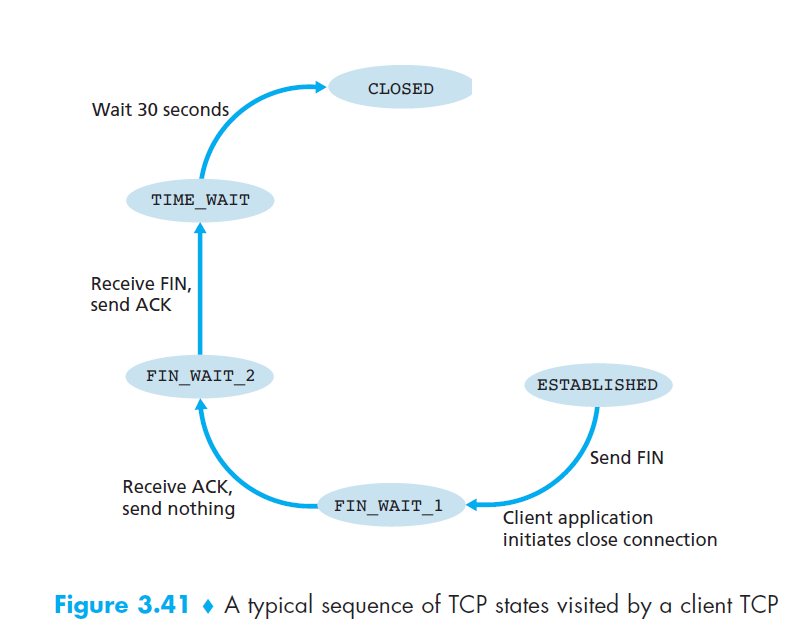 CLOSED
Wait 30 seconds
TIME_WAIT
Receive FIN,
send ACK
FIN_WAIT_2
ESTABLISHED
Send FIN
Receive ACK,
send nothing
FIN_WAIT_1
Client application
initiates close connection
Figure 3.41 ♦ A typical sequence of TCP states visited by a client TCP